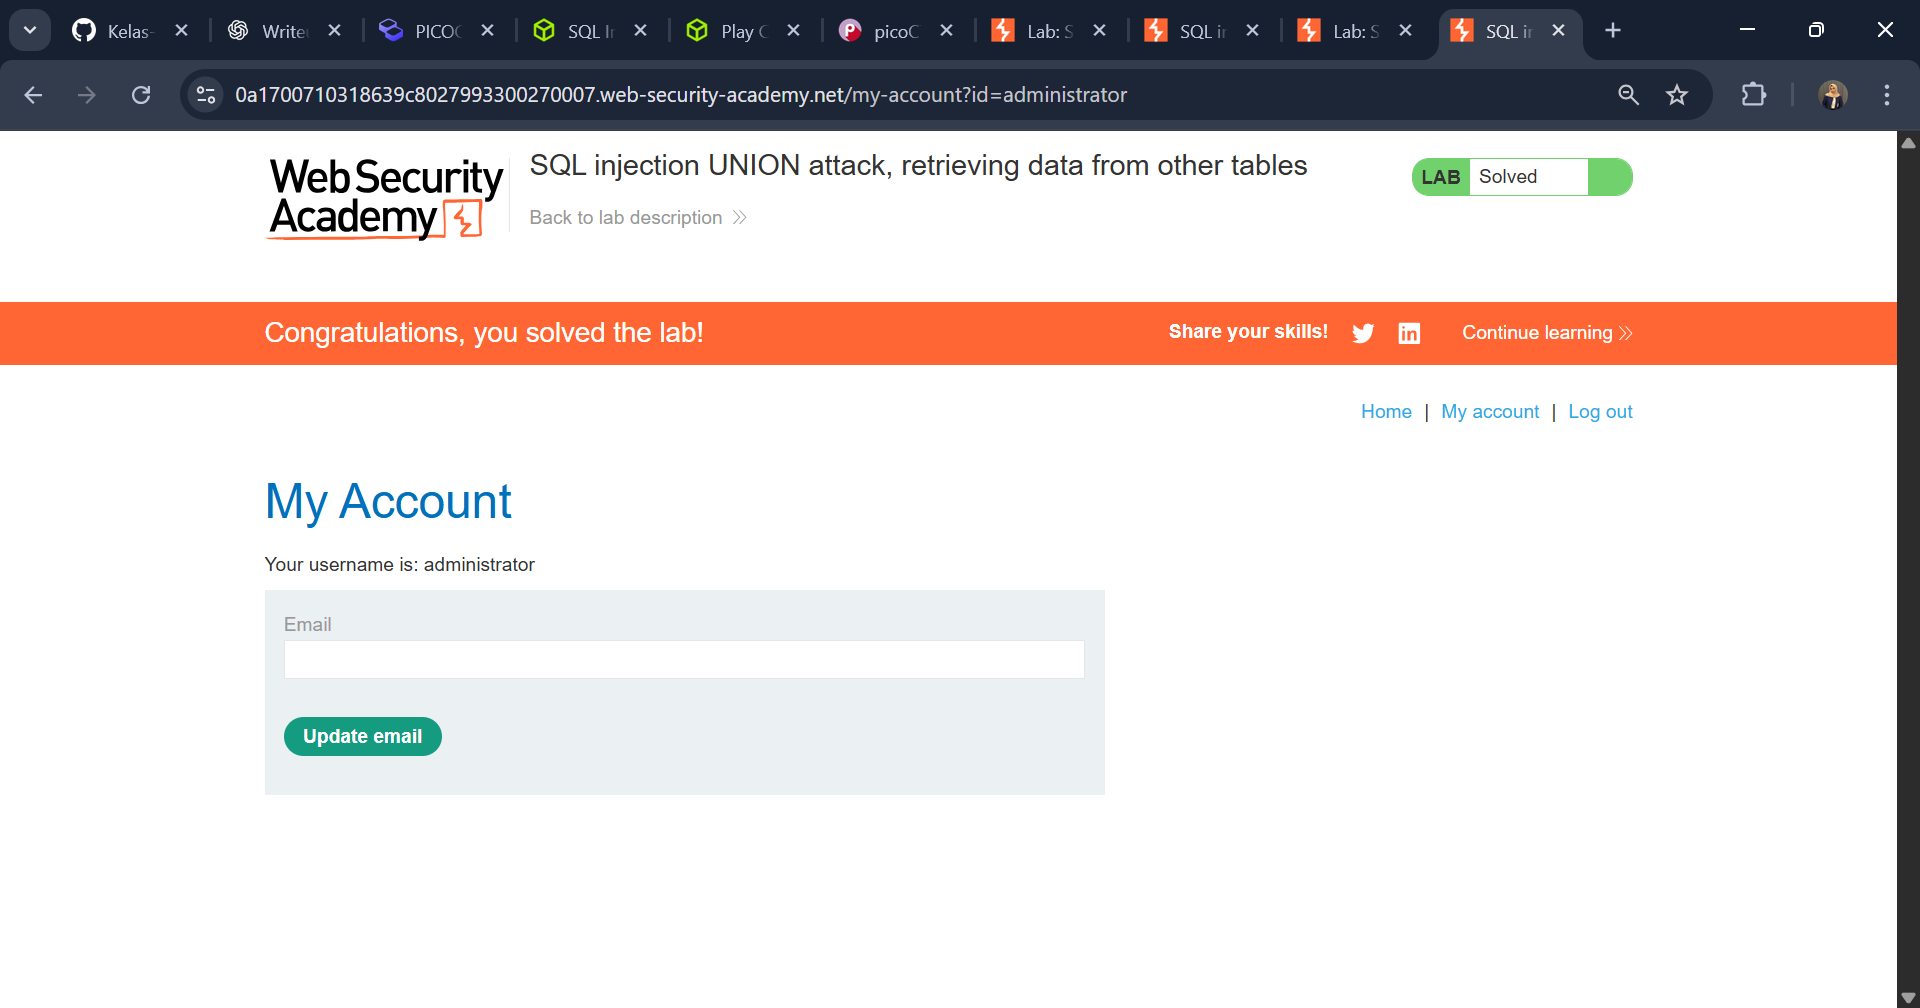 Kelas-
Write
PICOC
SQL I
Play C
picoC
Lab: S
SQL i
Lab: S
SQL i
0a1700710318639c8027993300270007.web-security-academy.net/my-account?id=administrator
Web Security
Academy
SQL injection UNION attack, retrieving data from other tables
Back to lab description
LAB Solved
Congratulations, you solved the lab!
Share your skills!
in
Continue learning
Home | My account | Log out
My Account
Your username is: administrator
Email
Update email